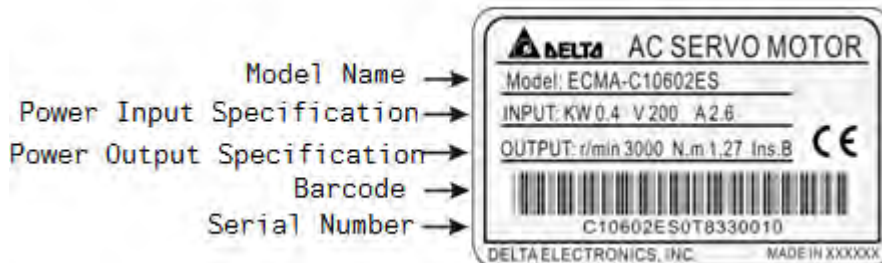 DELTA AC SERVO MOTOR
Model Name
Model: ECMA-C10602ES
Power Input Specification
INPUT: KW 0.4 V 200 A 2.6
Power Output Specification
OUTPUT: r/min 3000 N.m 1.27 Ins.B CE
Barcode
Serial Number
C10602ES0T8330010
DELTA ELECTRONICS, INC. MADE IN XXXXXX